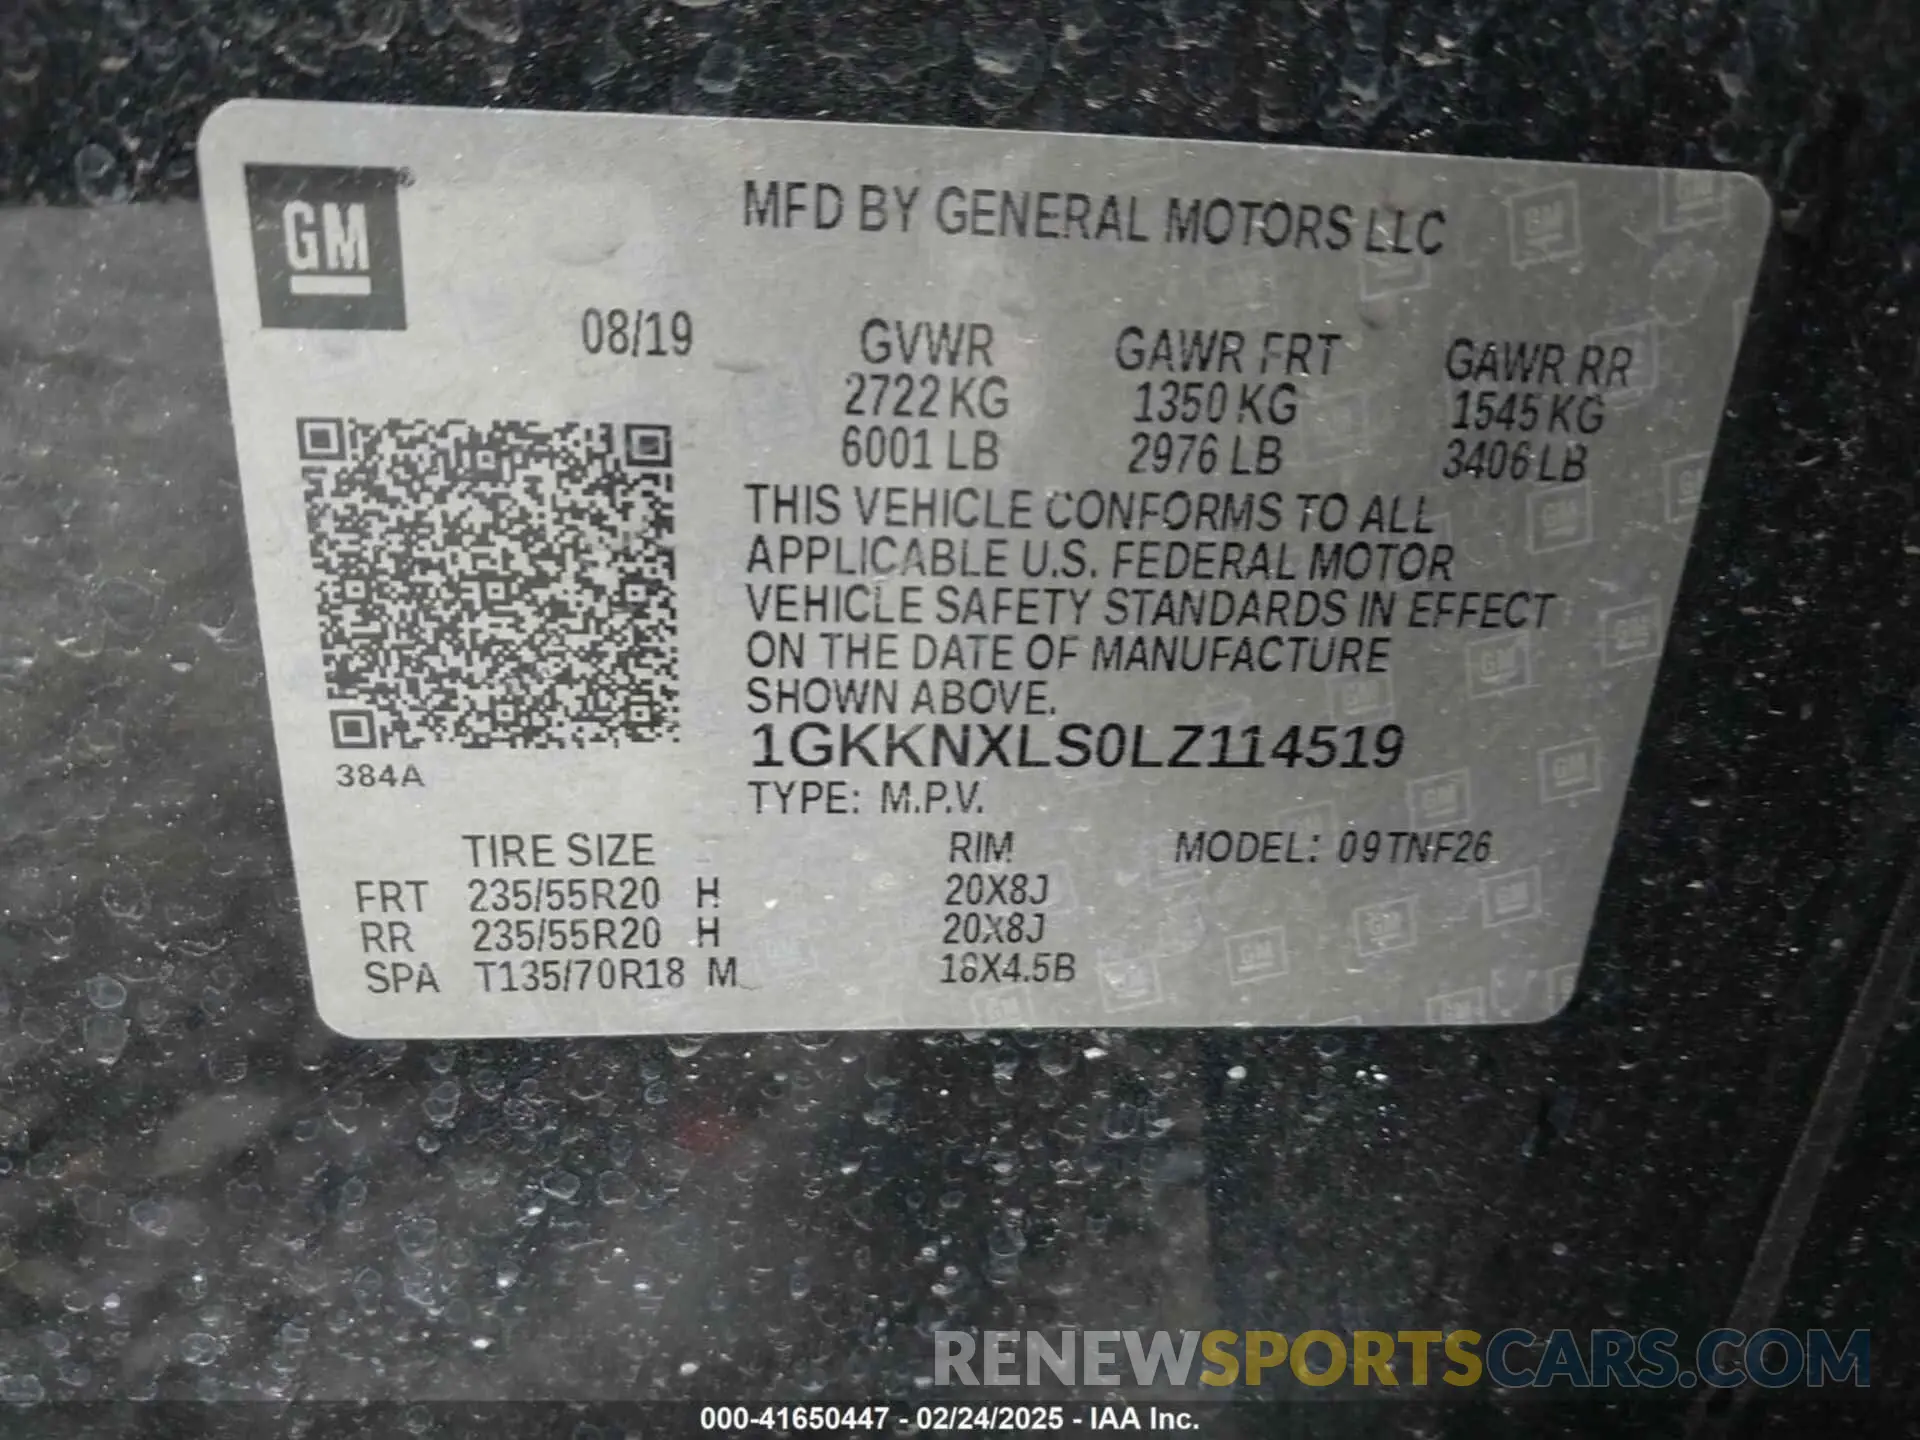 GM
MFD BY GENERAL MOTORS LLC
08/19 GVWR GAWR FRT GAWR RR
2722 KG 1350 KG 1545 KG
6001 LB 2976 LB 3406 LB
THIS VEHICLE CONFORMS TO ALL
APPLICABLE U.S. FEDERAL MOTOR
VEHICLE SAFETY STANDARDS IN EFFECT
ON THE DATE OF MANUFACTURE
SHOWN ABOVE.
1GKKNXLS0LZ114519
384A
TYPE: M.P.V.
TIRE SIZE RIM MODEL: 09TNF26
FRT 235/55R20 H 20X8J
RR 235/55R20 H 20X8J
SPA T135/70R18 M 18X4.5B
RENEWSPORTSCARS.COM
000-41650447 - 02/24/2025 - IAA Inc.